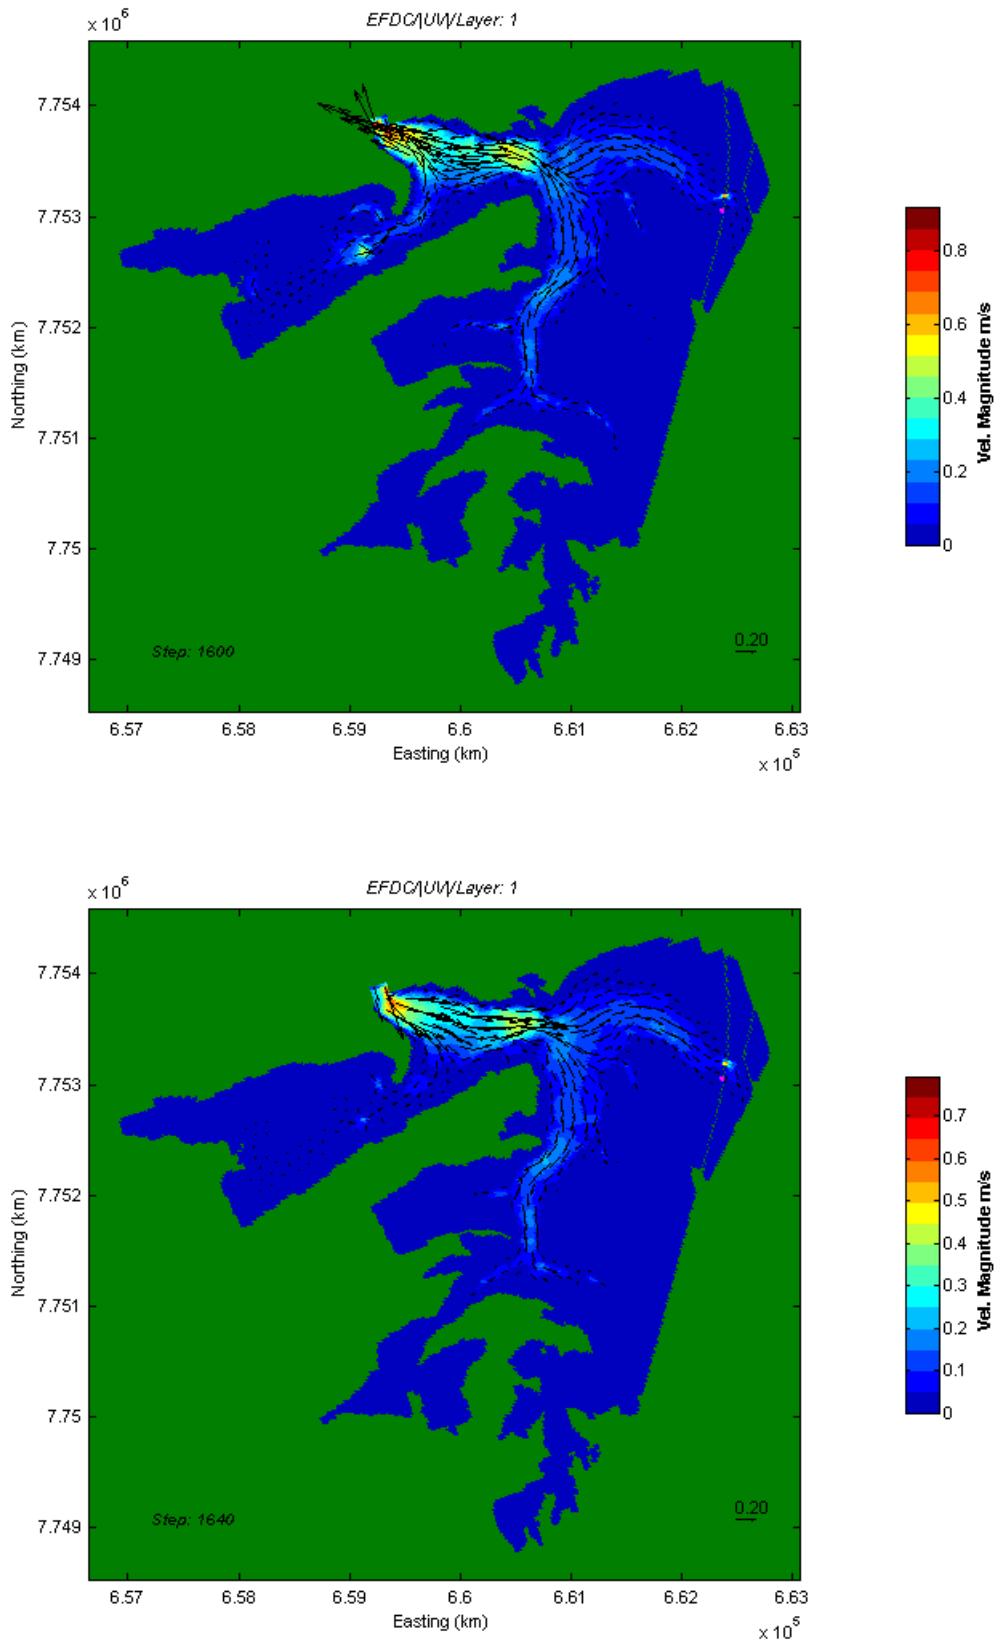 x 10^6
EFDC/|UV|/Layer: 1
7.754
7.753
7.752
7.751
7.75
7.749
Northing (km)
Step: 1600
0.20
6.57 6.58 6.59 6.6 6.61 6.62 6.63
Easting (km)
x 10^5
0.8
0.6
0.4
0.2
0
Vel. Magnitude m/s
x 10^6
EFDC/|UV|/Layer: 1
7.754
7.753
7.752
7.751
7.75
7.749
Northing (km)
Step: 1640
0.20
6.57 6.58 6.59 6.6 6.61 6.62 6.63
Easting (km)
x 10^5
0.7
0.6
0.5
0.4
0.3
0.2
0.1
0
Vel. Magnitude m/s